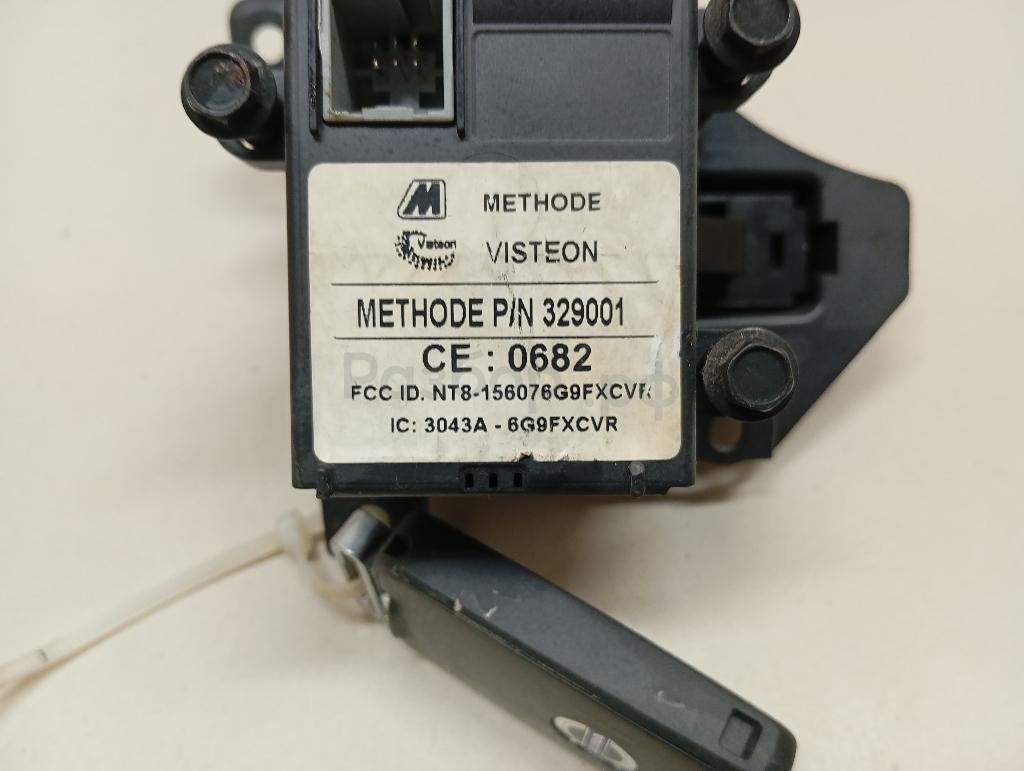 M METHODE
Visteon VISTEON
METHODE P/N 329001
CE : 0682
FCC ID. NT8-156076G9FXCVR
IC: 3043A - 6G9FXCVR